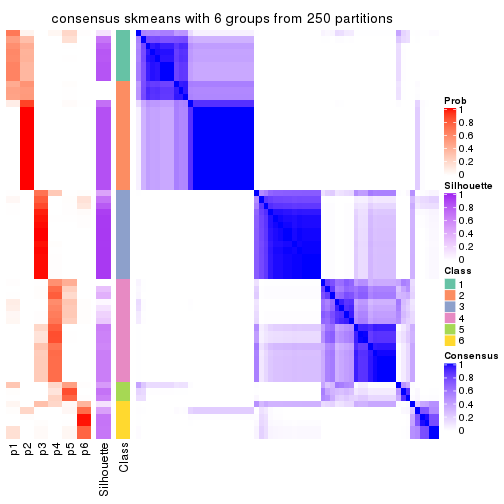 consensus skmeans with 6 groups from 250 partitions
Prob
1
0.8
0.6
0.4
0.2
0
Silhouette
1
0.8
0.6
0.4
0.2
0
Class
1
2
3
4
5
6
Consensus
1
0.8
0.6
0.4
0.2
0
p1
p2
p3
p4
p5
p6
Silhouette
Class